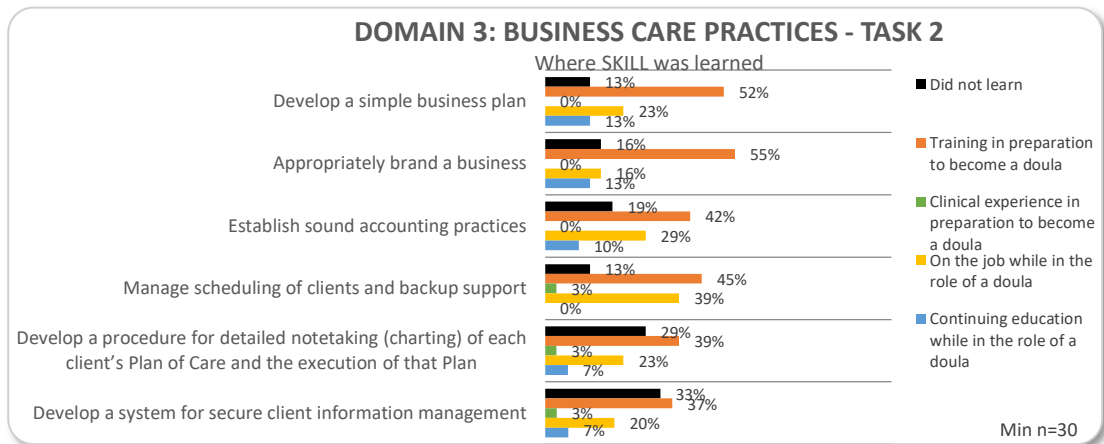 DOMAIN 3: BUSINESS CARE PRACTICES - TASK 2
Where SKILL was learned
Develop a simple business plan
13%
52%
0%
23%
13%
Appropriately brand a business
16%
55%
0%
16%
13%
Establish sound accounting practices
19%
42%
0%
29%
10%
Manage scheduling of clients and backup support
13%
45%
3%
39%
0%
Develop a procedure for detailed notetaking (charting) of each
client’s Plan of Care and the execution of that Plan
29%
39%
3%
23%
7%
Develop a system for secure client information management
33%
37%
3%
20%
7%
Did not learn
Training in preparation
to become a doula
Clinical experience in
preparation to become
a doula
On the job while in the
role of a doula
Continuing education
while in the role of a
doula
Min n=30